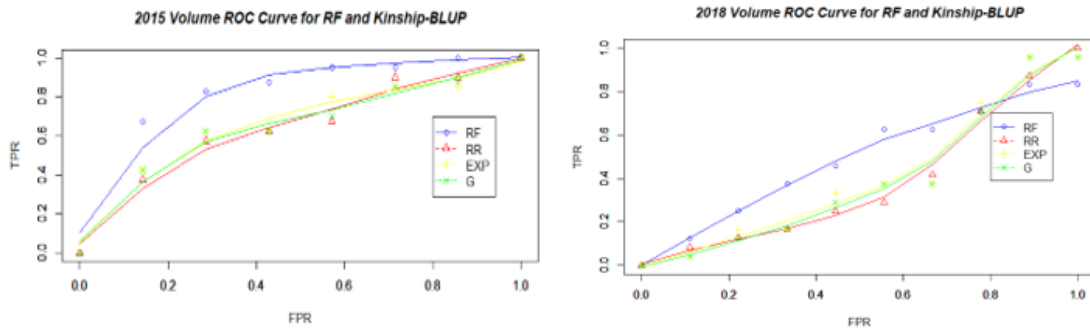 2015 Volume ROC Curve for RF and Kinship-BLUP
TPR
1.0
0.8
0.6
0.4
0.2
0.0
RF
RR
EXP
G
0.0 0.2 0.4 0.6 0.8 1.0
FPR
2018 Volume ROC Curve for RF and Kinship-BLUP
TPR
1.0
0.8
0.6
0.4
0.2
0.0
RF
RR
EXP
G
0.0 0.2 0.4 0.6 0.8 1.0
FPR